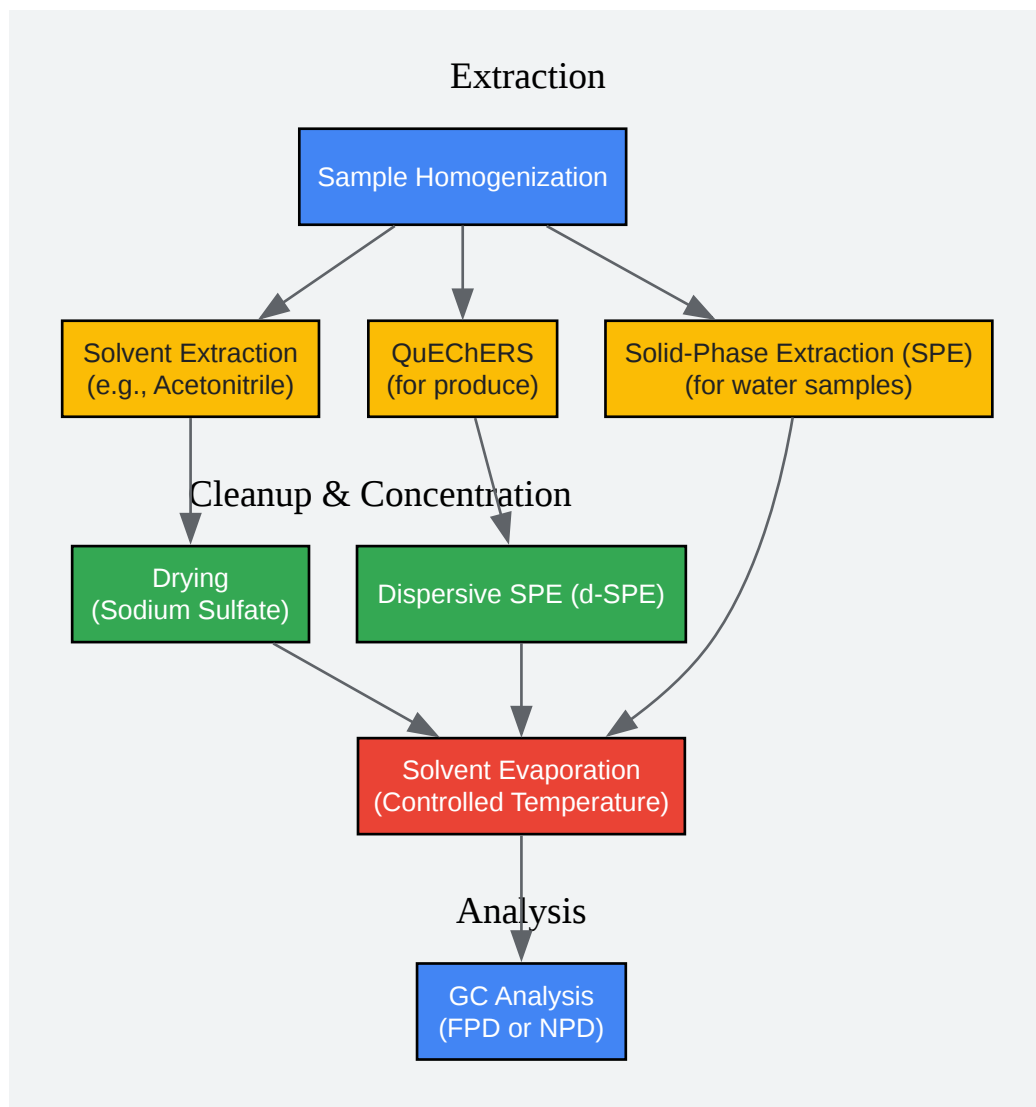 Extraction
Sample Homogenization
Solvent Extraction
(e.g., Acetonitrile)
QuEChERS
(for produce)
Solid-Phase Extraction (SPE)
(for water samples)
Cleanup & Concentration
Drying
(Sodium Sulfate)
Dispersive SPE (d-SPE)
Solvent Evaporation
(Controlled Temperature)
Analysis
GC Analysis
(FPD or NPD)